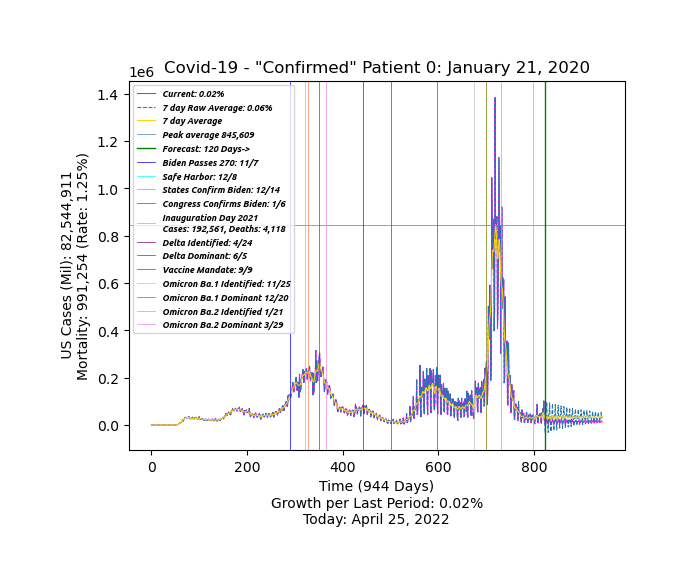 Covid-19 - "Confirmed" Patient 0: January 21, 2020
1e6
1.4
1.2
1.0
0.8
0.6
0.4
0.2
0.0
US Cases (Mil): 82,544,911
Mortality: 991,254 (Rate: 1.25%)
Current: 0.02%
7 day Raw Average: 0.06%
7 day Average
Peak average 845,609
Forecast: 120 Days->
Biden Passes 270: 11/7
Safe Harbor: 12/8
States Confirm Biden: 12/14
Congress Confirms Biden: 1/6
Inauguration Day 2021
Cases: 192,561, Deaths: 4,118
Delta Identified: 4/24
Delta Dominant: 6/5
Vaccine Mandate: 9/9
Omicron Ba.1 Identified: 11/25
Omicron Ba.1 Dominant 12/20
Omicron Ba.2 Identified 1/21
Omicron Ba.2 Dominant 3/29
0
200
400
600
800
Time (944 Days)
Growth per Last Period: 0.02%
Today: April 25, 2022